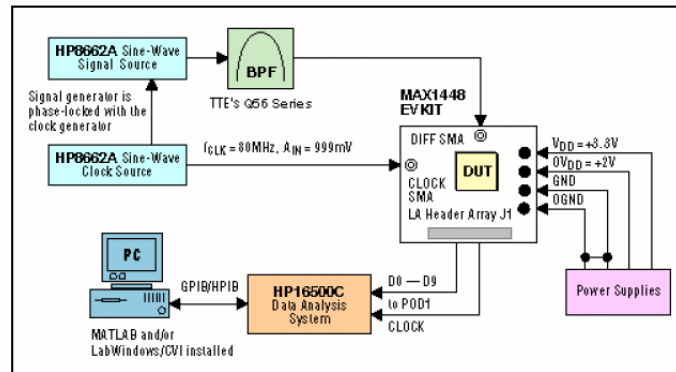 HP8662A Sine-Wave
Signal Source
BPF
TTE's Q56 Series
Signal generator is
phase-locked with the
clock generator
MAX1448
EVKIT
HP8662A Sine-Wave
Clock Source
fCLK = 80MHz, AIN = 999mV
DIFF SMA
DUT
CLOCK
SMA
LA Header Array J1
VDD = +3.3V
OVDD = +2V
GND
OGND
Power Supplies
PC
GPIB/HPIB
HP16500C
Data Analysis
System
D0 — D9
to POD1
CLOCK
MATLAB and/or
LabWindows/CVI installed